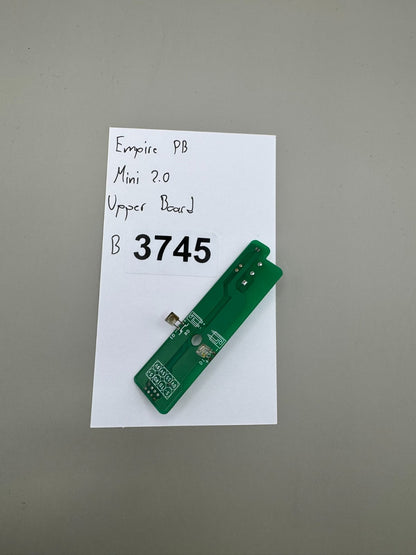 Empire PB
Mini 2.0
Upper Board
B 3745